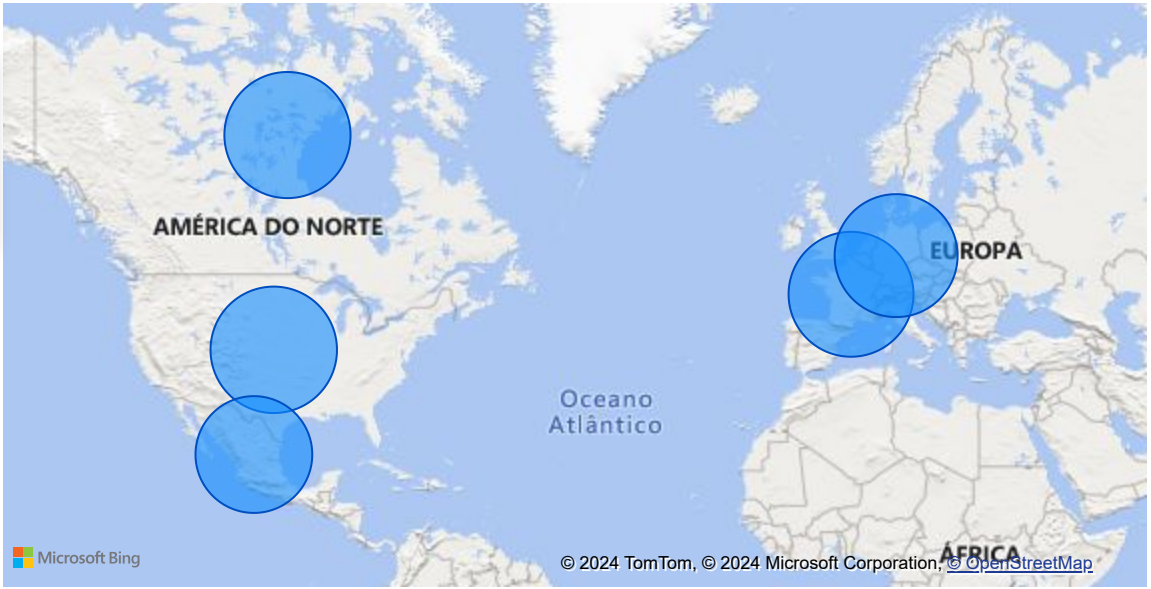 AMÉRICA DO NORTE
EUROPA
Oceano
Atlântico
ÁFRICA
Microsoft Bing
© 2024 TomTom, © 2024 Microsoft Corporation, © OpenStreetMap